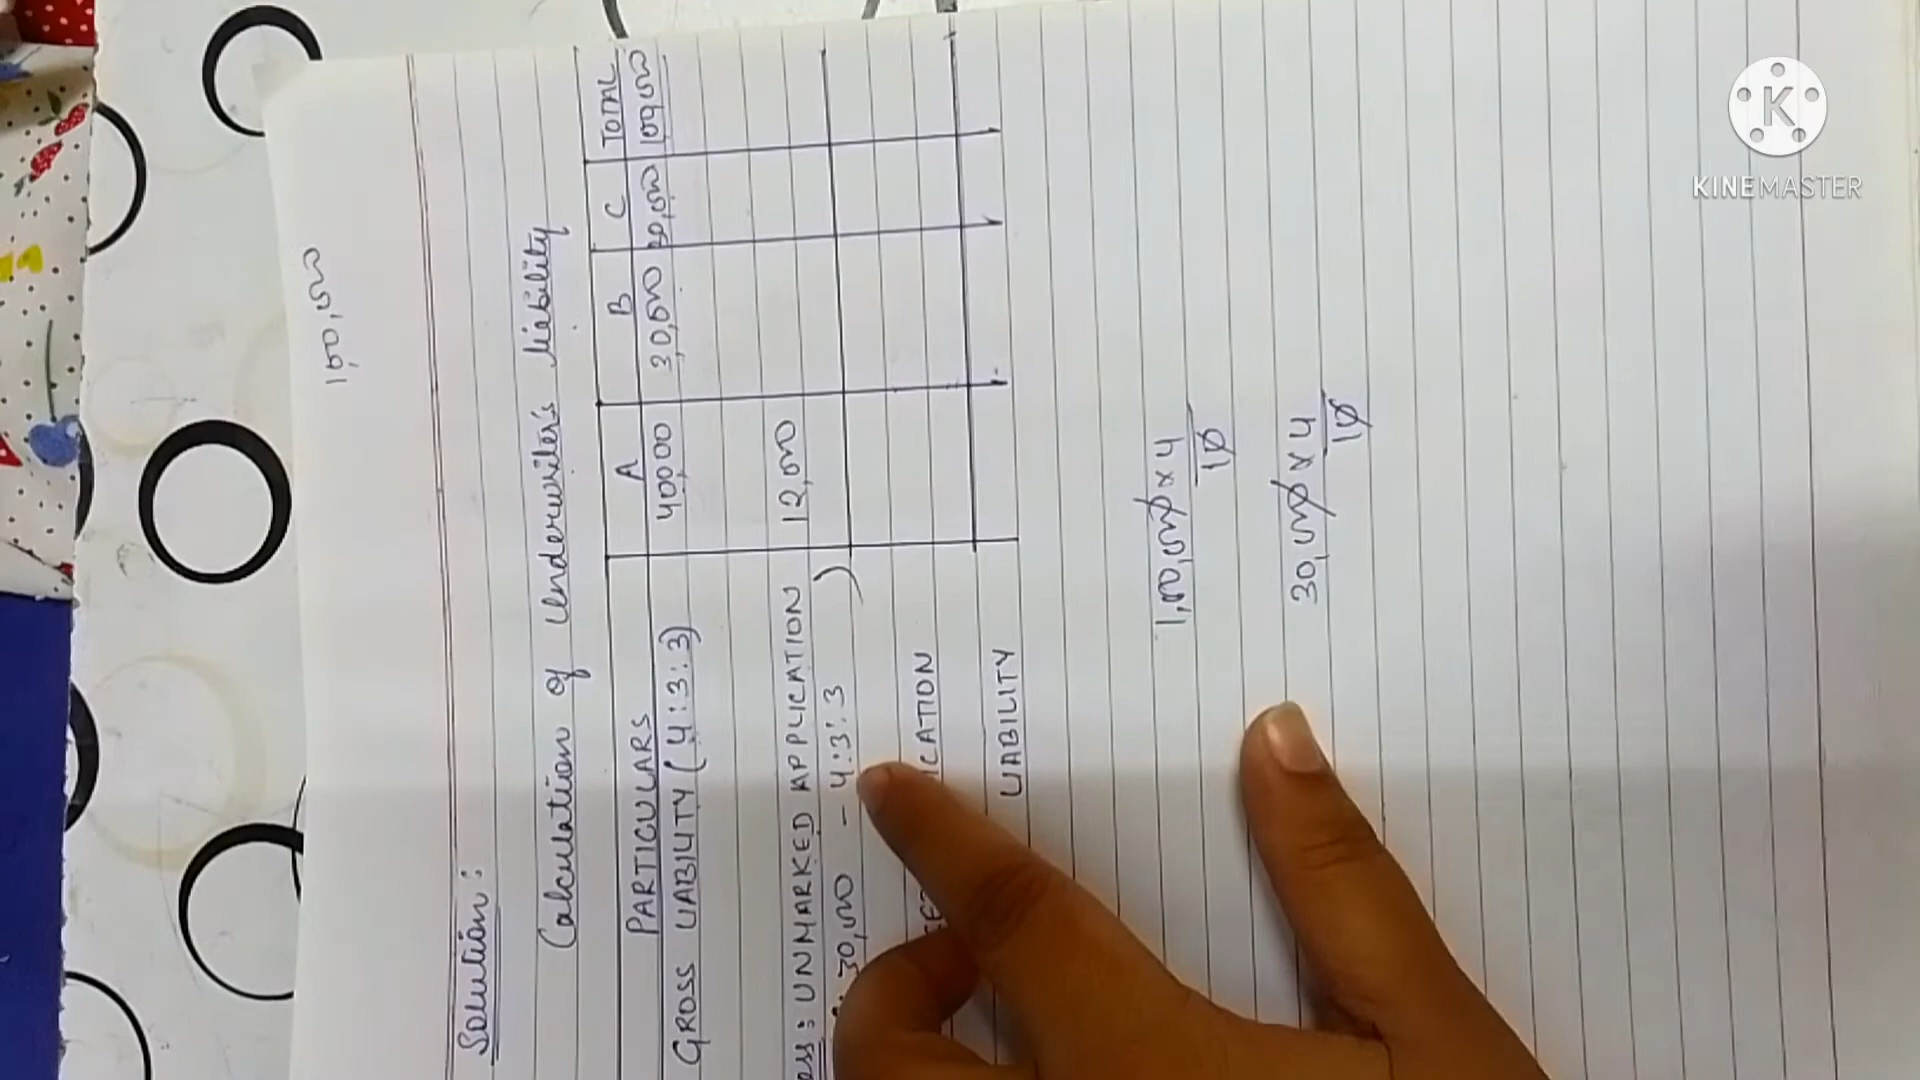 1,00,000
Solution:
Calculation of Underwriter's liability
PARTICULARS A B C TOTAL
GROSS LIABILITY (4:3:3) 40,000 30,000 30,000 1,00,000
ess: UNMARKED APPLICATION 12,000
30,000 - 4:3:3 )
ICATION
LIABILITY
1,00,000 x 4
10
30,000 x 4
10
KINEMASTER